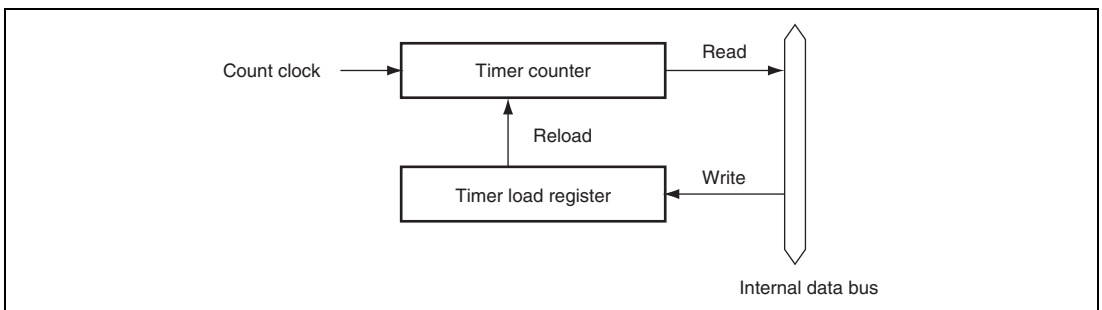 Read
Count clock
Timer counter
Reload
Write
Timer load register
Internal data bus